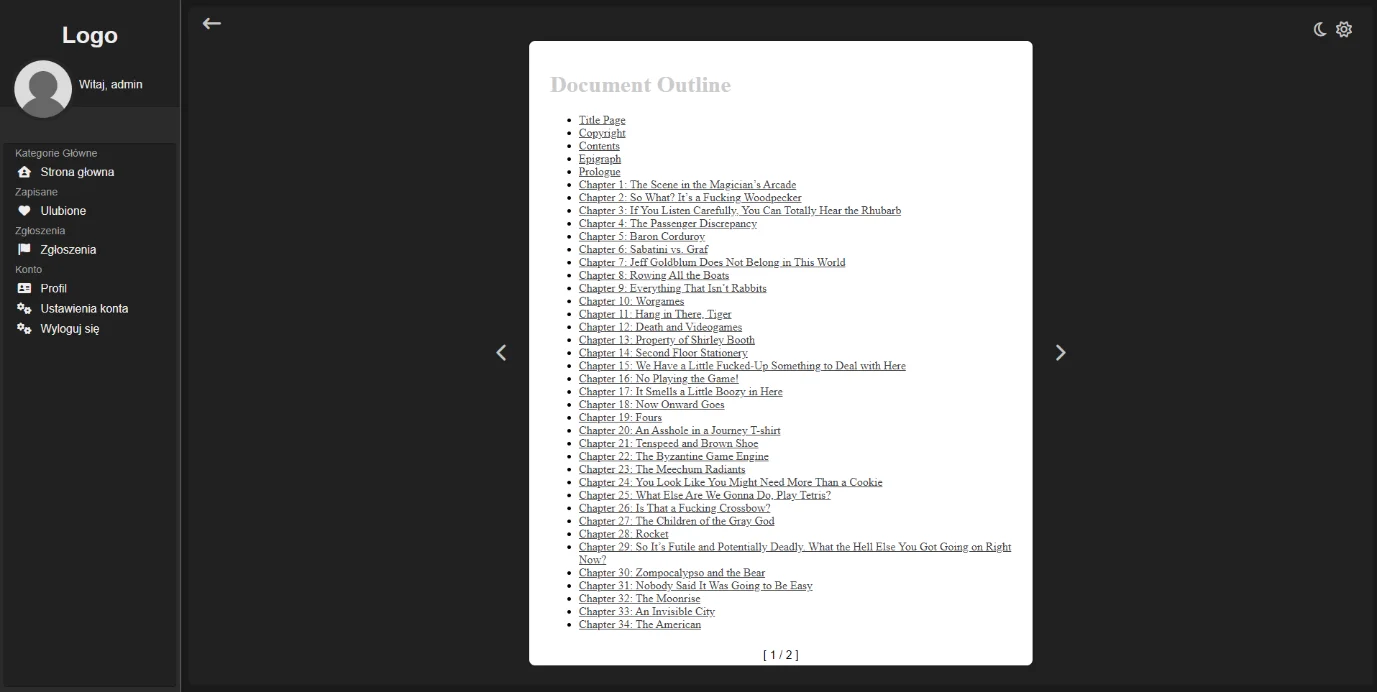 Logo
Witaj, admin
Kategorie Główne
Strona głowna
Zapisane
Ulubione
Zgłoszenia
Zgłoszenia
Konto
Profil
Ustawienia konta
Wyloguj się
Document Outline
Title Page
Copyright
Contents
Epigraph
Prologue
Chapter 1: The Scene in the Magician’s Arcade
Chapter 2: So What? It’s a Fucking Woodpecker
Chapter 3: If You Listen Carefully, You Can Totally Hear the Rhubarb
Chapter 4: The Passenger Discrepancy
Chapter 5: Baron Corduroy
Chapter 6: Sabatini vs. Graf
Chapter 7: Jeff Goldblum Does Not Belong in This World
Chapter 8: Rowing All the Boats
Chapter 9: Everything That Isn’t Rabbits
Chapter 10: Worgames
Chapter 11: Hang in There, Tiger
Chapter 12: Death and Videogames
Chapter 13: Property of Shirley Booth
Chapter 14: Second Floor Stationery
Chapter 15: We Have a Little Fucked-Up Something to Deal with Here
Chapter 16: No Playing the Game!
Chapter 17: It Smells a Little Boozy in Here
Chapter 18: Now Onward Goes
Chapter 19: Fours
Chapter 20: An Asshole in a Journey T-shirt
Chapter 21: Tenspeed and Brown Shoe
Chapter 22: The Byzantine Game Engine
Chapter 23: The Meechum Radiants
Chapter 24: You Look Like You Might Need More Than a Cookie
Chapter 25: What Else Are We Gonna Do, Play Tetris?
Chapter 26: Is That a Fucking Crossbow?
Chapter 27: The Children of the Gray God
Chapter 28: Rocket
Chapter 29: So It’s Futile and Potentially Deadly. What the Hell Else You Got Going on Right
Now?
Chapter 30: Zompocalypso and the Bear
Chapter 31: Nobody Said It Was Going to Be Easy
Chapter 32: The Moonrise
Chapter 33: An Invisible City
Chapter 34: The American
[ 1 / 2 ]